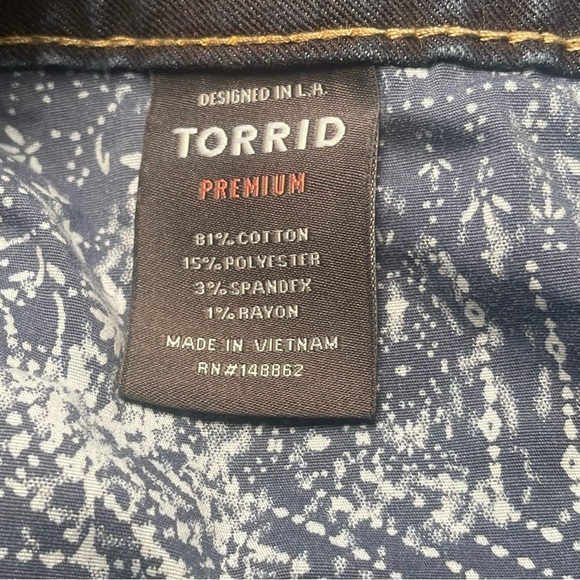 DESIGNED IN L.A.
TORRID
PREMIUM
81% COTTON
15% POLYESTER
3% SPANDEX
1% RAYON
MADE IN VIETNAM
RN#148862